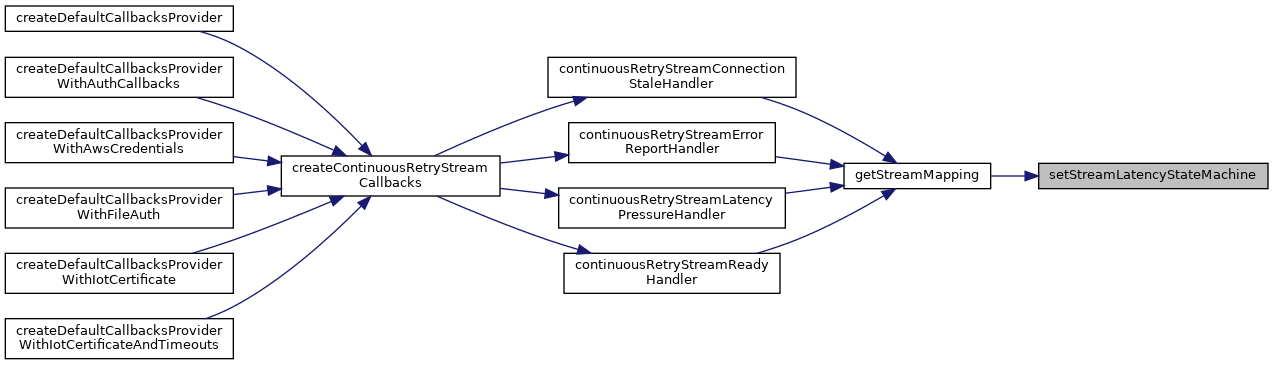 createDefaultCallbacksProvider
createDefaultCallbacksProvider
WithAuthCallbacks
createDefaultCallbacksProvider
WithAwsCredentials
createDefaultCallbacksProvider
WithFileAuth
createDefaultCallbacksProvider
WithIotCertificate
createDefaultCallbacksProvider
WithIotCertificateAndTimeouts
createContinuousRetryStream
Callbacks
continuousRetryStreamConnection
StaleHandler
continuousRetryStreamError
ReportHandler
continuousRetryStreamLatency
PressureHandler
continuousRetryStreamReady
Handler
getStreamMapping
setStreamLatencyStateMachine